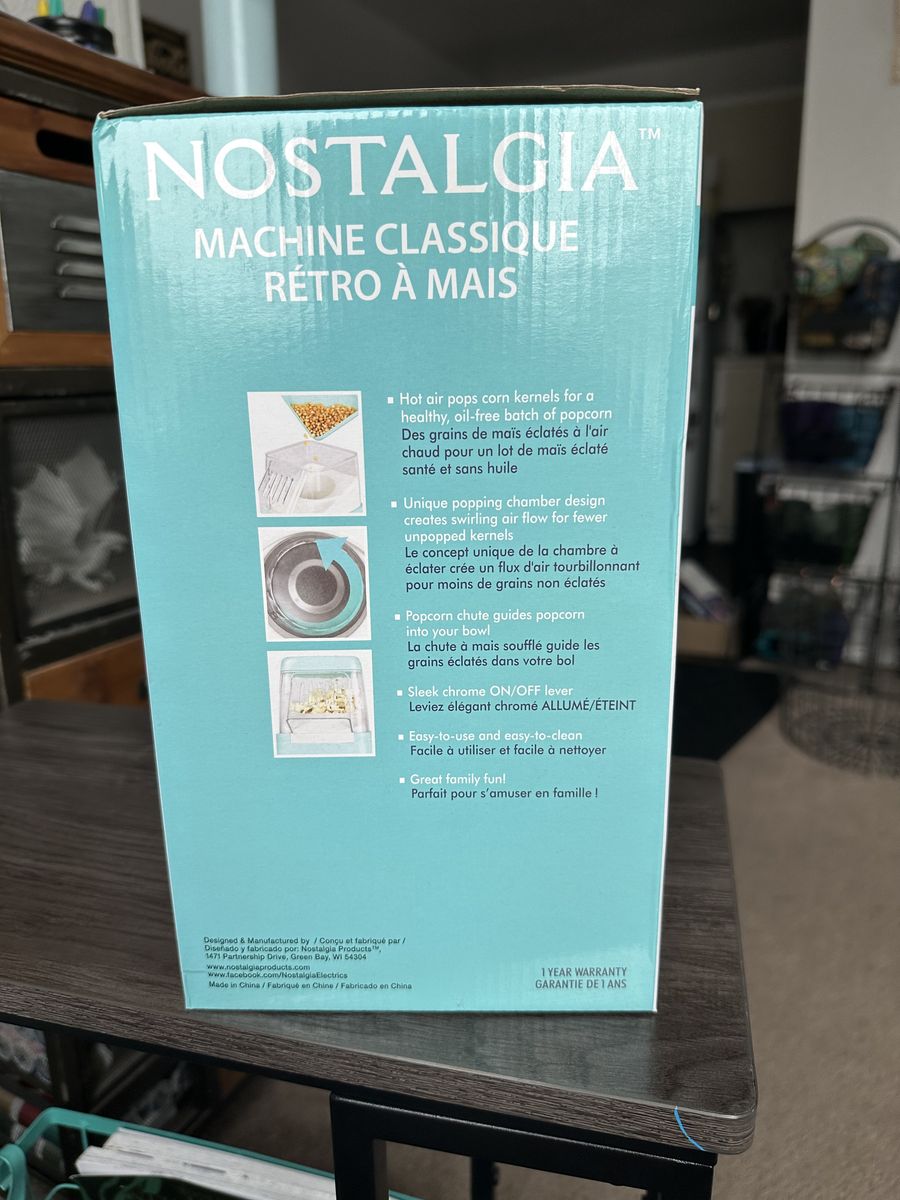 NOSTALGIA™
MACHINE CLASSIQUE
RÉTRO À MAIS
▪ Hot air pops corn kernels for a
healthy, oil-free batch of popcorn
Des grains de maïs éclatés à l'air
chaud pour un lot de maïs éclaté
santé et sans huile
▪ Unique popping chamber design
creates swirling air flow for fewer
unpopped kernels
Le concept unique de la chambre à
éclater crée un flux d'air tourbillonnant
pour moins de grains non éclatés
▪ Popcorn chute guides popcorn
into your bowl
La chute à mais soufflé guide les
grains éclatés dans votre bol
▪ Sleek chrome ON/OFF lever
Leviez élégant chromé ALLUMÉ/ÉTEINT
▪ Easy-to-use and easy-to-clean
Facile à utiliser et facile à nettoyer
▪ Great family fun!
Parfait pour s'amuser en famille !
Designed & Manufactured by / Conçu et fabriqué par /
Diseñado y fabricado por: Nostalgia Products™,
1471 Partnership Drive, Green Bay, WI 54304
www.nostalgiaproducts.com
www.facebook.com/NostalgiaElectrics
Made in China / Fabriqué en Chine / Fabricado en China
1 YEAR WARRANTY
GARANTIE DE 1 ANS